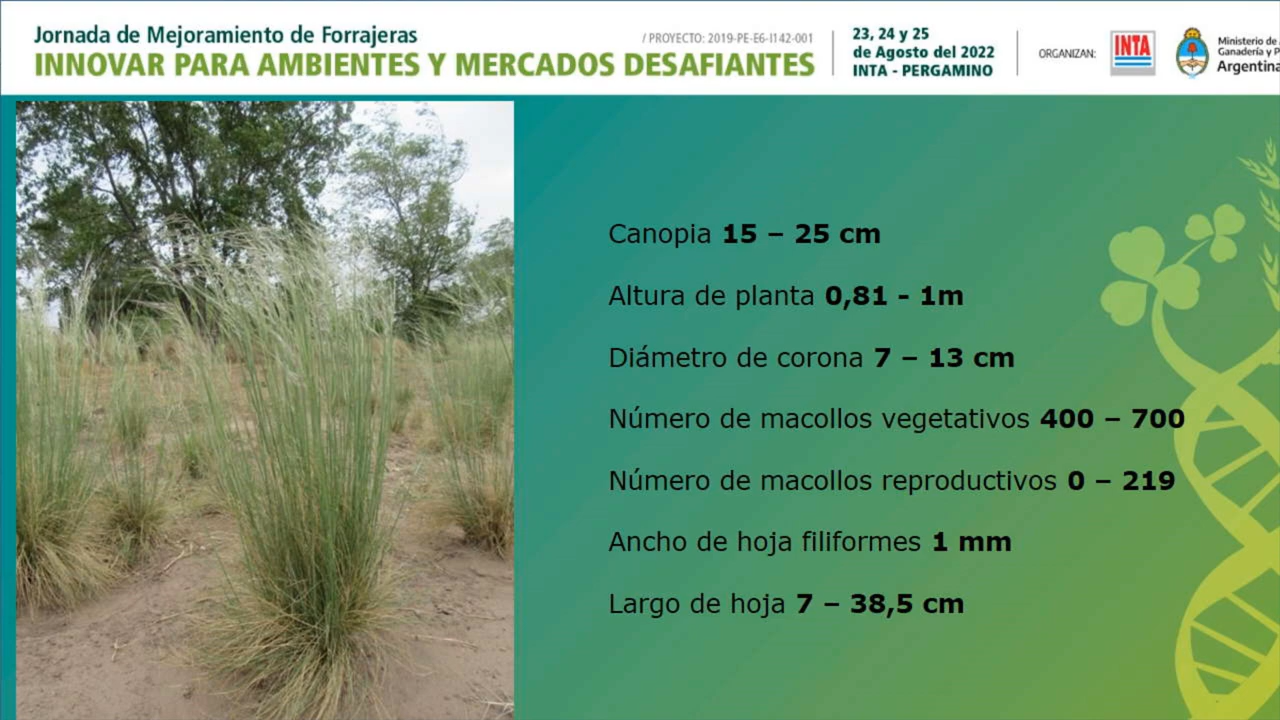 Jornada de Mejoramiento de Forrajeras
INNOVAR PARA AMBIENTES Y MERCADOS DESAFIANTES
/ PROYECTO: 2019-PE-E6-I142-001
23, 24 y 25
de Agosto del 2022
INTA - PERGAMINO
ORGANIZAN:
INTA
Ministerio de
Ganadería y P
Argentina
Canopia 15 – 25 cm
Altura de planta 0,81 - 1m
Diámetro de corona 7 – 13 cm
Número de macollos vegetativos 400 – 700
Número de macollos reproductivos 0 – 219
Ancho de hoja filiformes 1 mm
Largo de hoja 7 – 38,5 cm